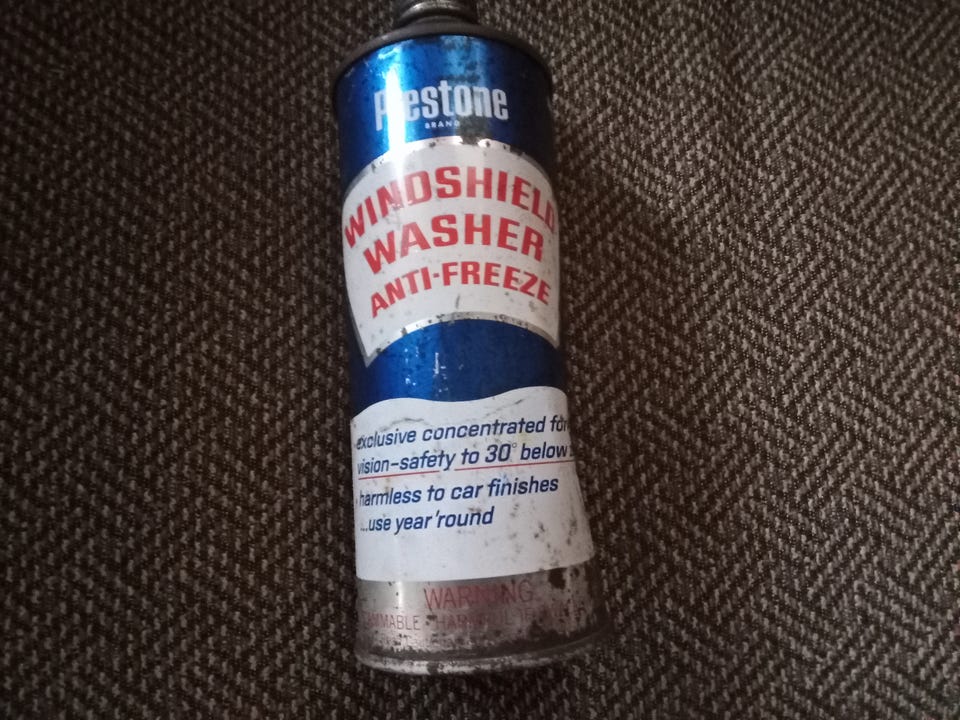 Prestone
BRAND
WINDSHIELD
WASHER
ANTI-FREEZE
exclusive concentrated for
vision-safety to 30° below
harmless to car finishes
...use year 'round
WARNING